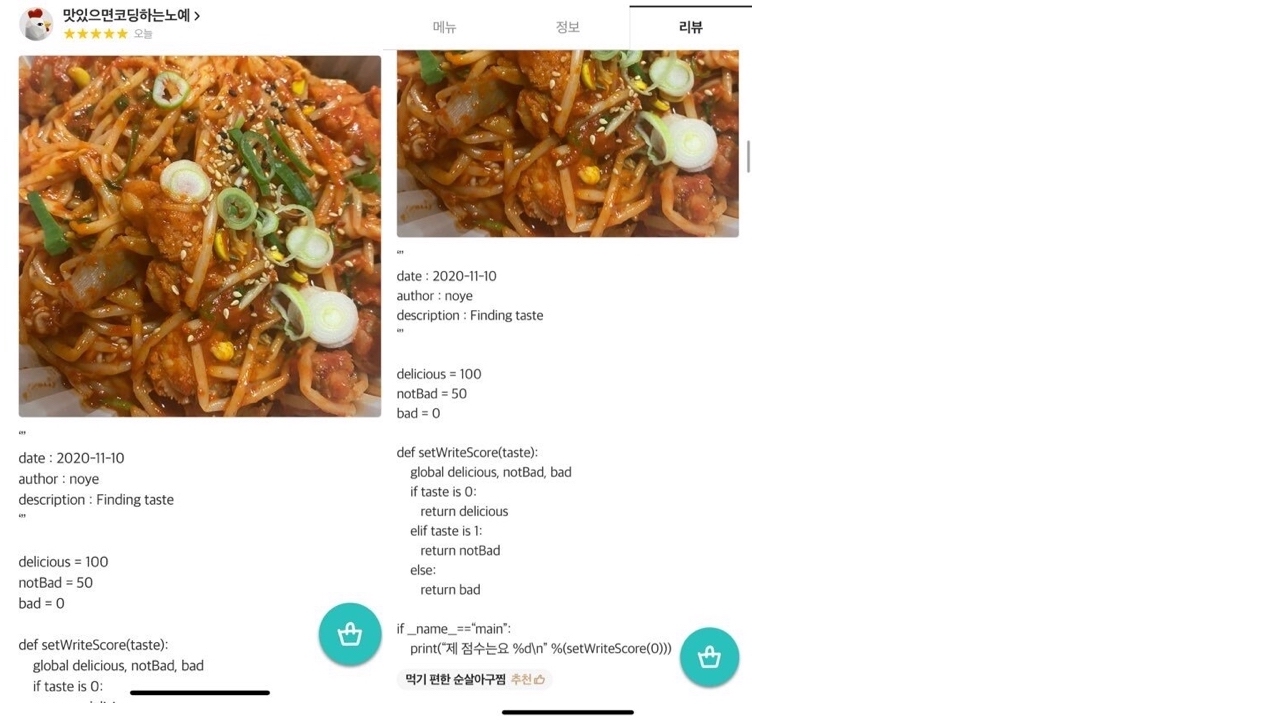 맛있으면코딩하는노예 >
★★★★★ 오늘
“”
date : 2020-11-10
author : noye
description : Finding taste
“”
delicious = 100
notBad = 50
bad = 0
def setWriteScore(taste):
global delicious, notBad, bad
if taste is 0:
메뉴 정보 리뷰
“”
date : 2020-11-10
author : noye
description : Finding taste
“”
delicious = 100
notBad = 50
bad = 0
def setWriteScore(taste):
global delicious, notBad, bad
if taste is 0:
return delicious
elif taste is 1:
return notBad
else:
return bad
if _name_==“main”:
print(“제 점수는요 %d\n” %(setWriteScore(0)))
먹기 편한 순살아구찜 추천